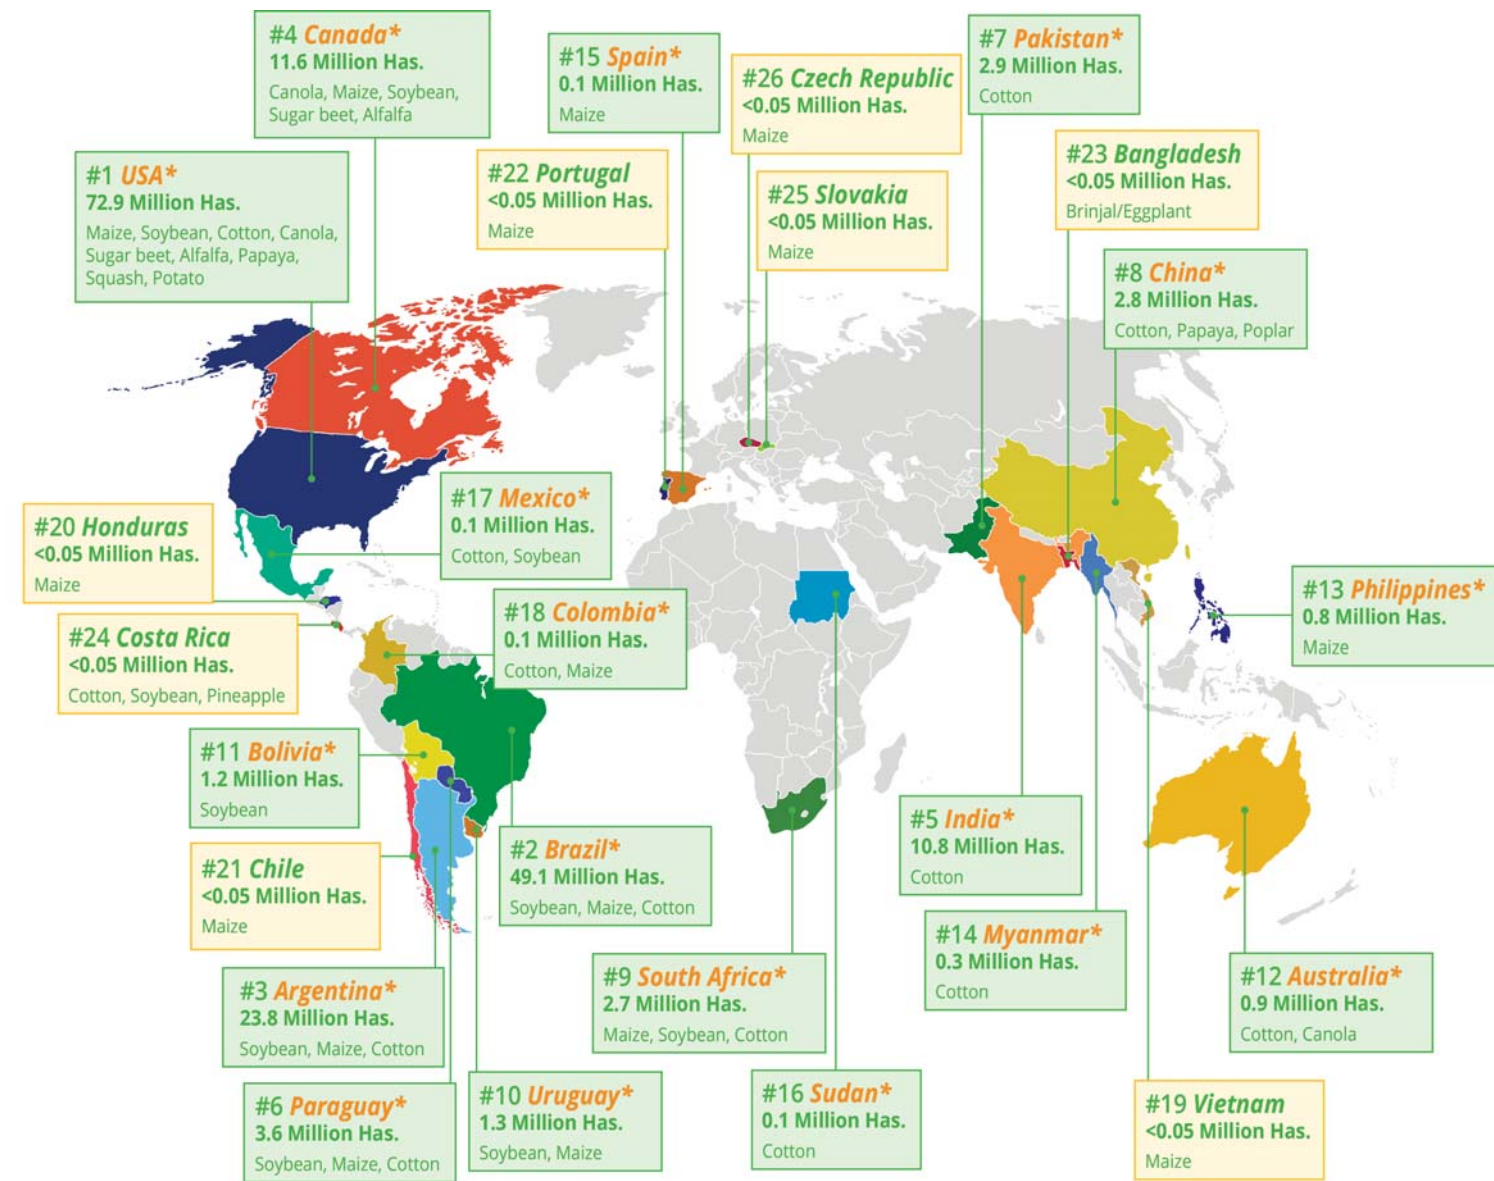 #4 Canada*
11.6 Million Has.
Canola, Maize, Soybean,
Sugar beet, Alfalfa
#15 Spain*
0.1 Million Has.
Maize
#26 Czech Republic
<0.05 Million Has.
Maize
#7 Pakistan*
2.9 Million Has.
Cotton
#1 USA*
72.9 Million Has.
Maize, Soybean, Cotton, Canola,
Sugar beet, Alfalfa, Papaya,
Squash, Potato
#22 Portugal
<0.05 Million Has.
Maize
#25 Slovakia
<0.05 Million Has.
Maize
#23 Bangladesh
<0.05 Million Has.
Brinjal/Eggplant
#8 China*
2.8 Million Has.
Cotton, Papaya, Poplar
#20 Honduras
<0.05 Million Has.
Maize
#17 Mexico*
0.1 Million Has.
Cotton, Soybean
#24 Costa Rica
<0.05 Million Has.
Cotton, Soybean, Pineapple
#18 Colombia*
0.1 Million Has.
Cotton, Maize
#13 Philippines*
0.8 Million Has.
Maize
#11 Bolivia*
1.2 Million Has.
Soybean
#21 Chile
<0.05 Million Has.
Maize
#2 Brazil*
49.1 Million Has.
Soybean, Maize, Cotton
#5 India*
10.8 Million Has.
Cotton
#3 Argentina*
23.8 Million Has.
Soybean, Maize, Cotton
#9 South Africa*
2.7 Million Has.
Maize, Soybean, Cotton
#14 Myanmar*
0.3 Million Has.
Cotton
#12 Australia*
0.9 Million Has.
Cotton, Canola
#6 Paraguay*
3.6 Million Has.
Soybean, Maize, Cotton
#10 Uruguay*
1.3 Million Has.
Soybean, Maize
#16 Sudan*
0.1 Million Has.
Cotton
#19 Vietnam
<0.05 Million Has.
Maize